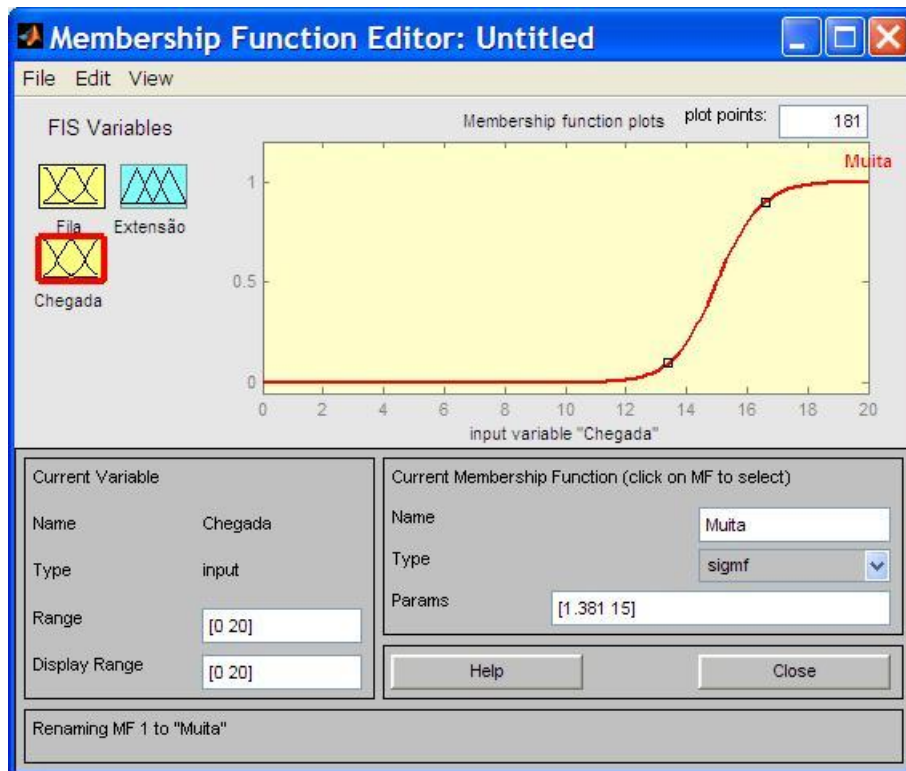 Membership Function Editor: Untitled
File Edit View
FIS Variables
Membership function plots plot points: 181
Fila Extensão
Chegada
Muita
1
0.5
0
0 2 4 6 8 10 12 14 16 18 20
input variable "Chegada"
Current Variable
Name Chegada
Type input
Range [0 20]
Display Range [0 20]
Current Membership Function (click on MF to select)
Name Muita
Type sigmf
Params [1.381 15]
Help Close
Renaming MF 1 to "Muita"